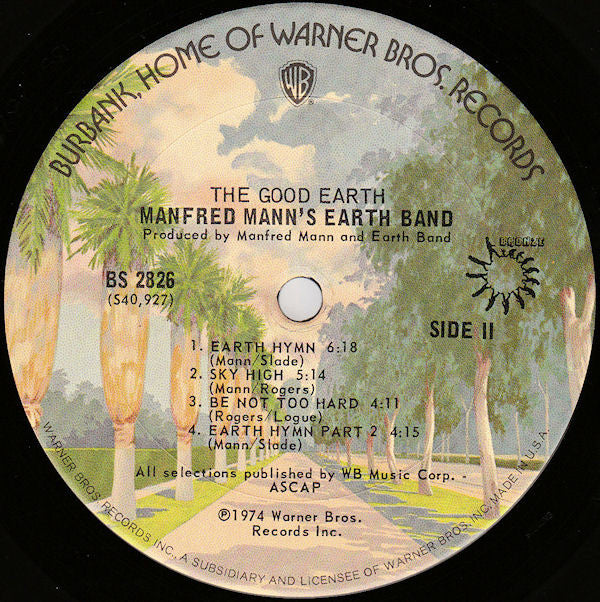 BURBANK, HOME OF WARNER BROS. RECORDS
WB
®
THE GOOD EARTH
MANFRED MANN'S EARTH BAND
Produced by Manfred Mann and Earth Band
BS 2826
(S40,927)
BRONZE
SIDE II
1. EARTH HYMN 6:18
(Mann/Slade)
2. SKY HIGH 5:14
(Mann/Rogers)
3. BE NOT TOO HARD 4:11
(Rogers/Logue)
4. EARTH HYMN PART 2 4:15
(Mann/Slade)
All selections published by WB Music Corp. -
ASCAP
℗1974 Warner Bros.
Records Inc.
WARNER BROS. RECORDS INC., A SUBSIDIARY AND LICENSEE OF WARNER BROS. INC. MADE IN U.S.A.